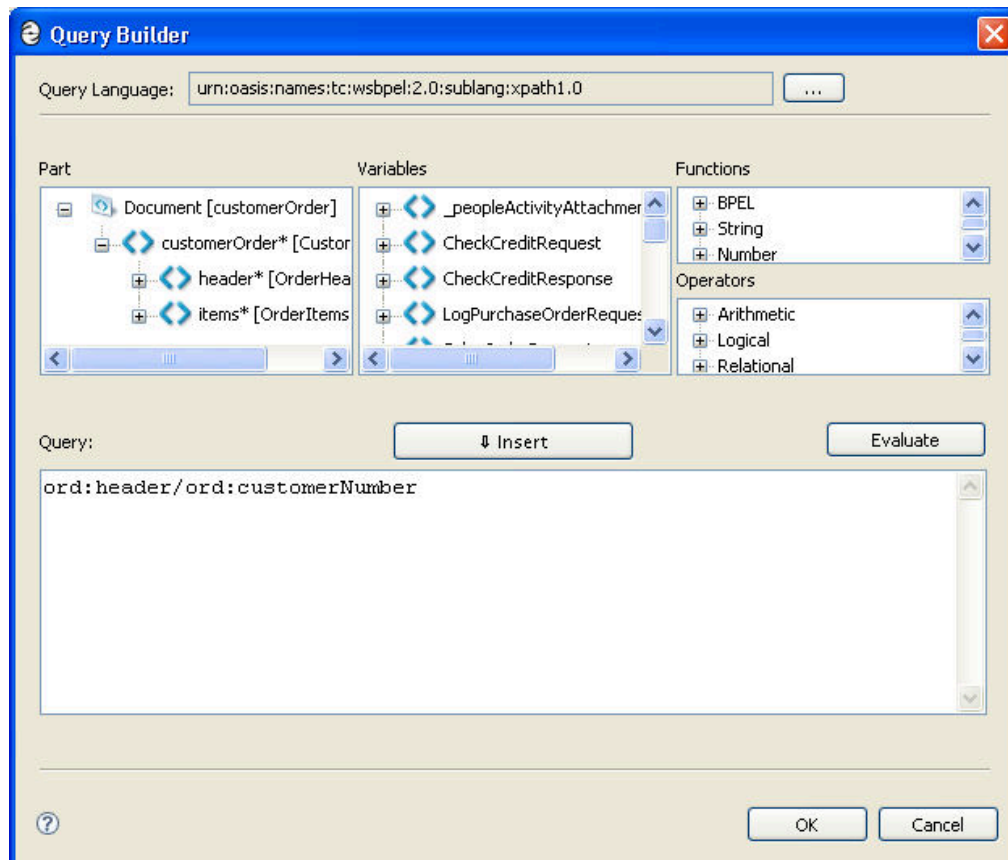 Query Builder
Query Language: urn:oasis:names:tc:wsbpel:2.0:sublang:xpath1.0 ...
Part Variables Functions
Document [customerOrder]
customerOrder* [Custor
header* [OrderHea
items* [OrderItems
_peopleActivityAttachmer
CheckCreditRequest
CheckCreditResponse
LogPurchaseOrderReques
BPEL
String
Number
Operators
Arithmetic
Logical
Relational
Query: ⇩ Insert Evaluate
ord:header/ord:customerNumber
? OK Cancel